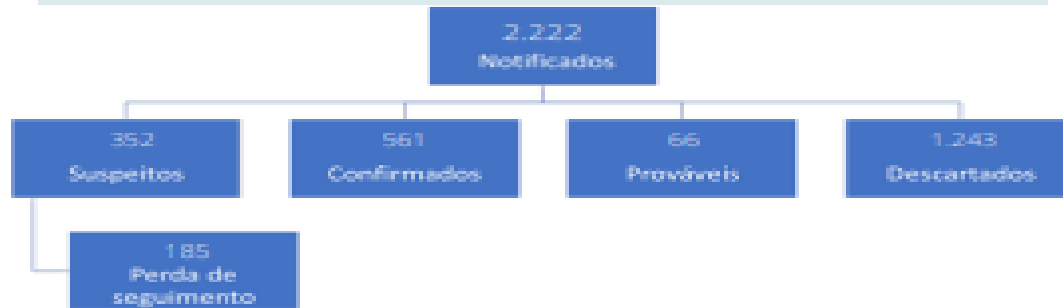 2.222
Notificados
352
Suspeitos
561
Confirmados
66
Prováveis
1.243
Descartados
185
Perda de
seguimento